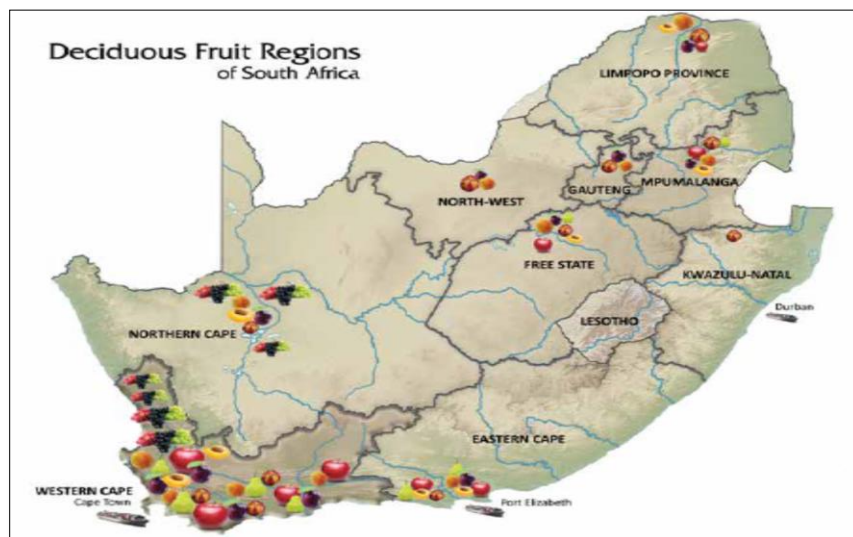 Deciduous Fruit Regions
of South Africa
LIMPOPO PROVINCE
NORTH-WEST
GAUTENG
MPUMALANGA
FREE STATE
KWAZULU-NATAL
LESOTHO
Durban
NORTHERN CAPE
EASTERN CAPE
WESTERN CAPE
Cape Town
Port Elizabeth